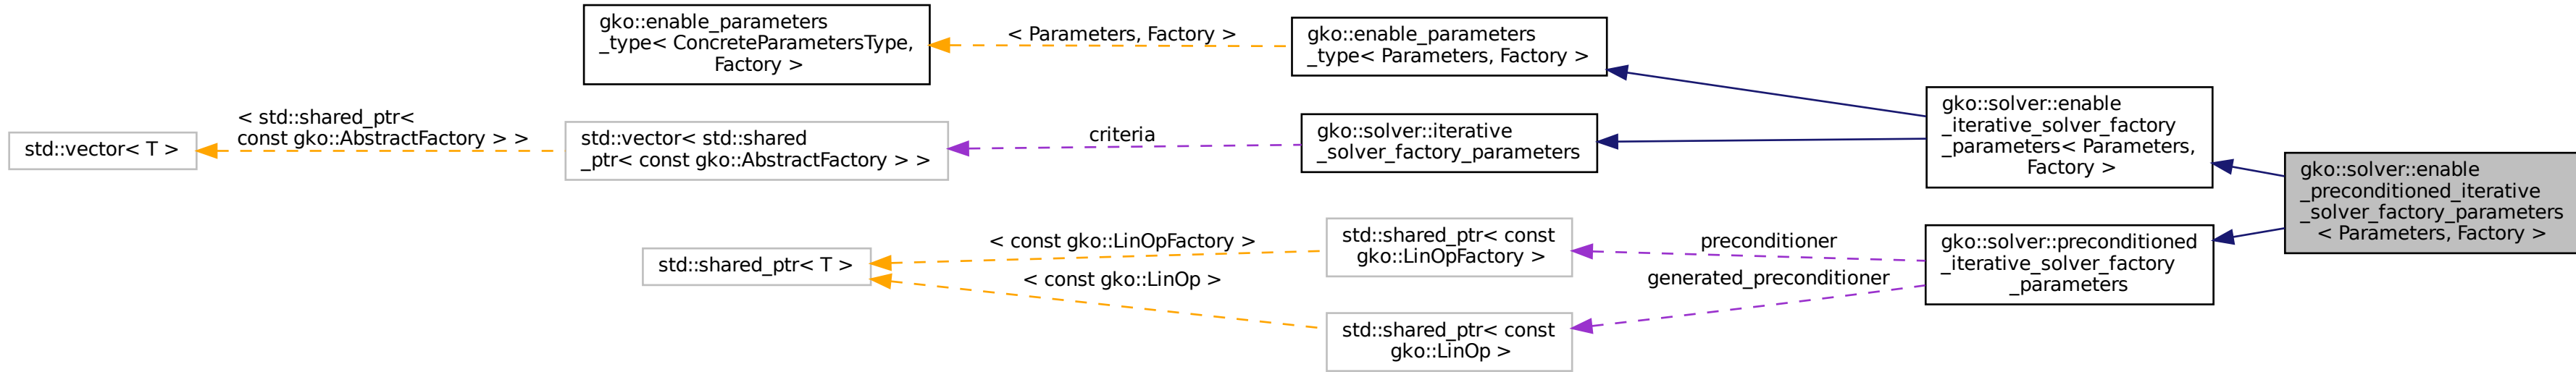 gko::enable_parameters
_type< ConcreteParametersType,
Factory >
< Parameters, Factory >
gko::enable_parameters
_type< Parameters, Factory >
std::vector< T >
< std::shared_ptr<
const gko::AbstractFactory > >
std::vector< std::shared
_ptr< const gko::AbstractFactory > >
criteria
gko::solver::iterative
_solver_factory_parameters
gko::solver::enable
_iterative_solver_factory
_parameters< Parameters,
Factory >
gko::solver::enable
_preconditioned_iterative
_solver_factory_parameters
< Parameters, Factory >
std::shared_ptr< T >
< const gko::LinOpFactory >
< const gko::LinOp >
std::shared_ptr< const
gko::LinOpFactory >
std::shared_ptr< const
gko::LinOp >
preconditioner
generated_preconditioner
gko::solver::preconditioned
_iterative_solver_factory
_parameters